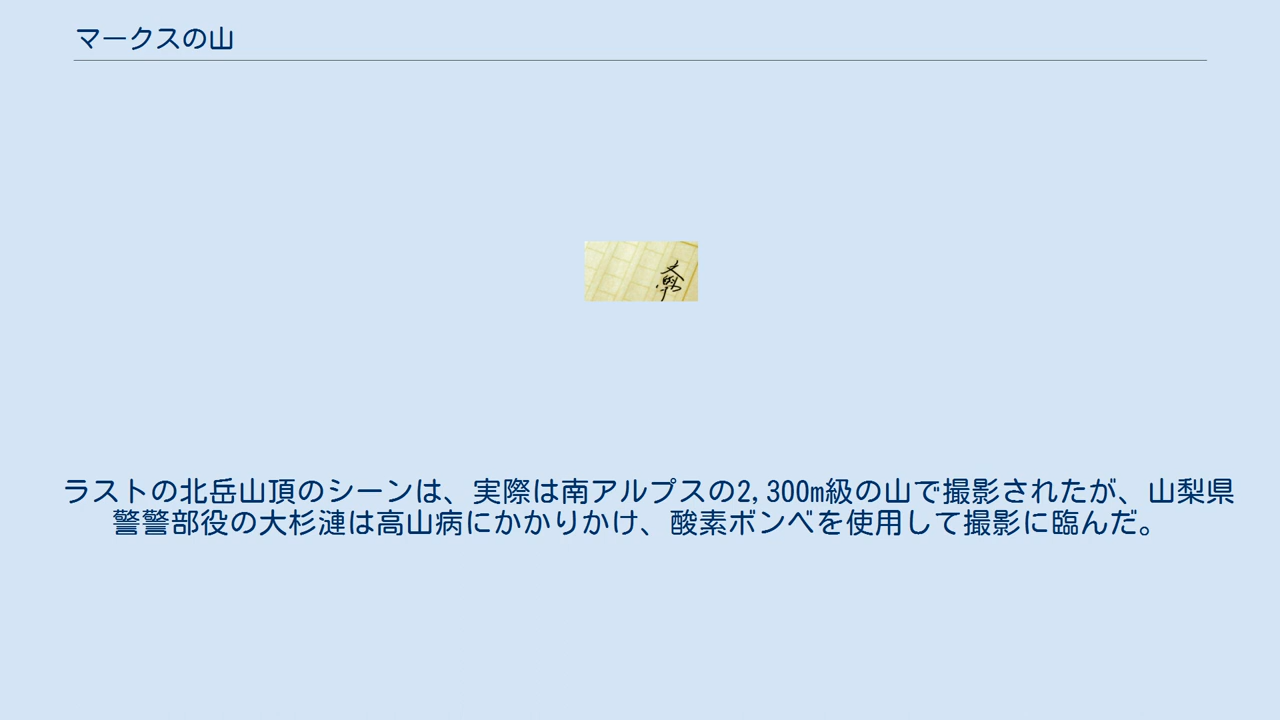 マークスの山
ラストの北岳山頂のシーンは、実際は南アルプスの2,300m級の山で撮影されたが、山梨県
警警部役の大杉漣は高山病にかかりかけ、酸素ボンベを使用して撮影に臨んだ。